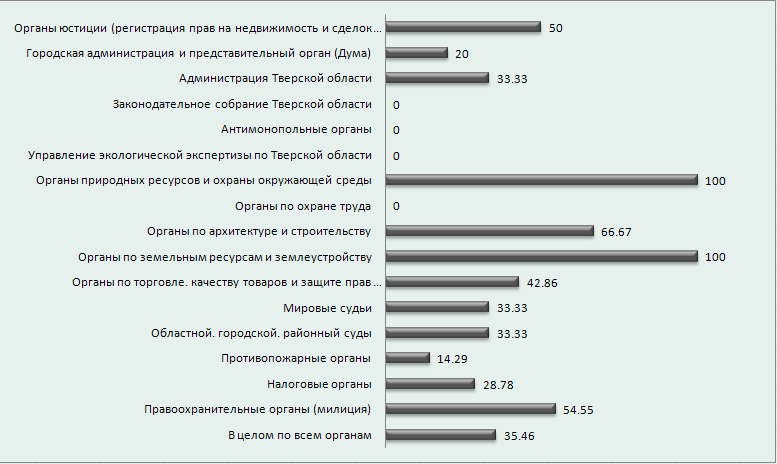 Органы юстиции (регистрация прав на недвижимость и сделок ... 50
Городская администрация и представительный орган (Дума) 20
Администрация Тверской области 33.33
Законодательное собрание Тверской области 0
Антимонопольные органы 0
Управление экологической экспертизы по Тверской области 0
Органы природных ресурсов и охраны окружающей среды 100
Органы по охране труда 0
Органы по архитектуре и строительству 66.67
Органы по земельным ресурсам и землеустройству 100
Органы по торговле. качеству товаров и защите прав ... 42.86
Мировые судьи 33.33
Областной. городской. районный суды 33.33
Противопожарные органы 14.29
Налоговые органы 28.78
Правоохранительные органы (милиция) 54.55
В целом по всем органам 35.46